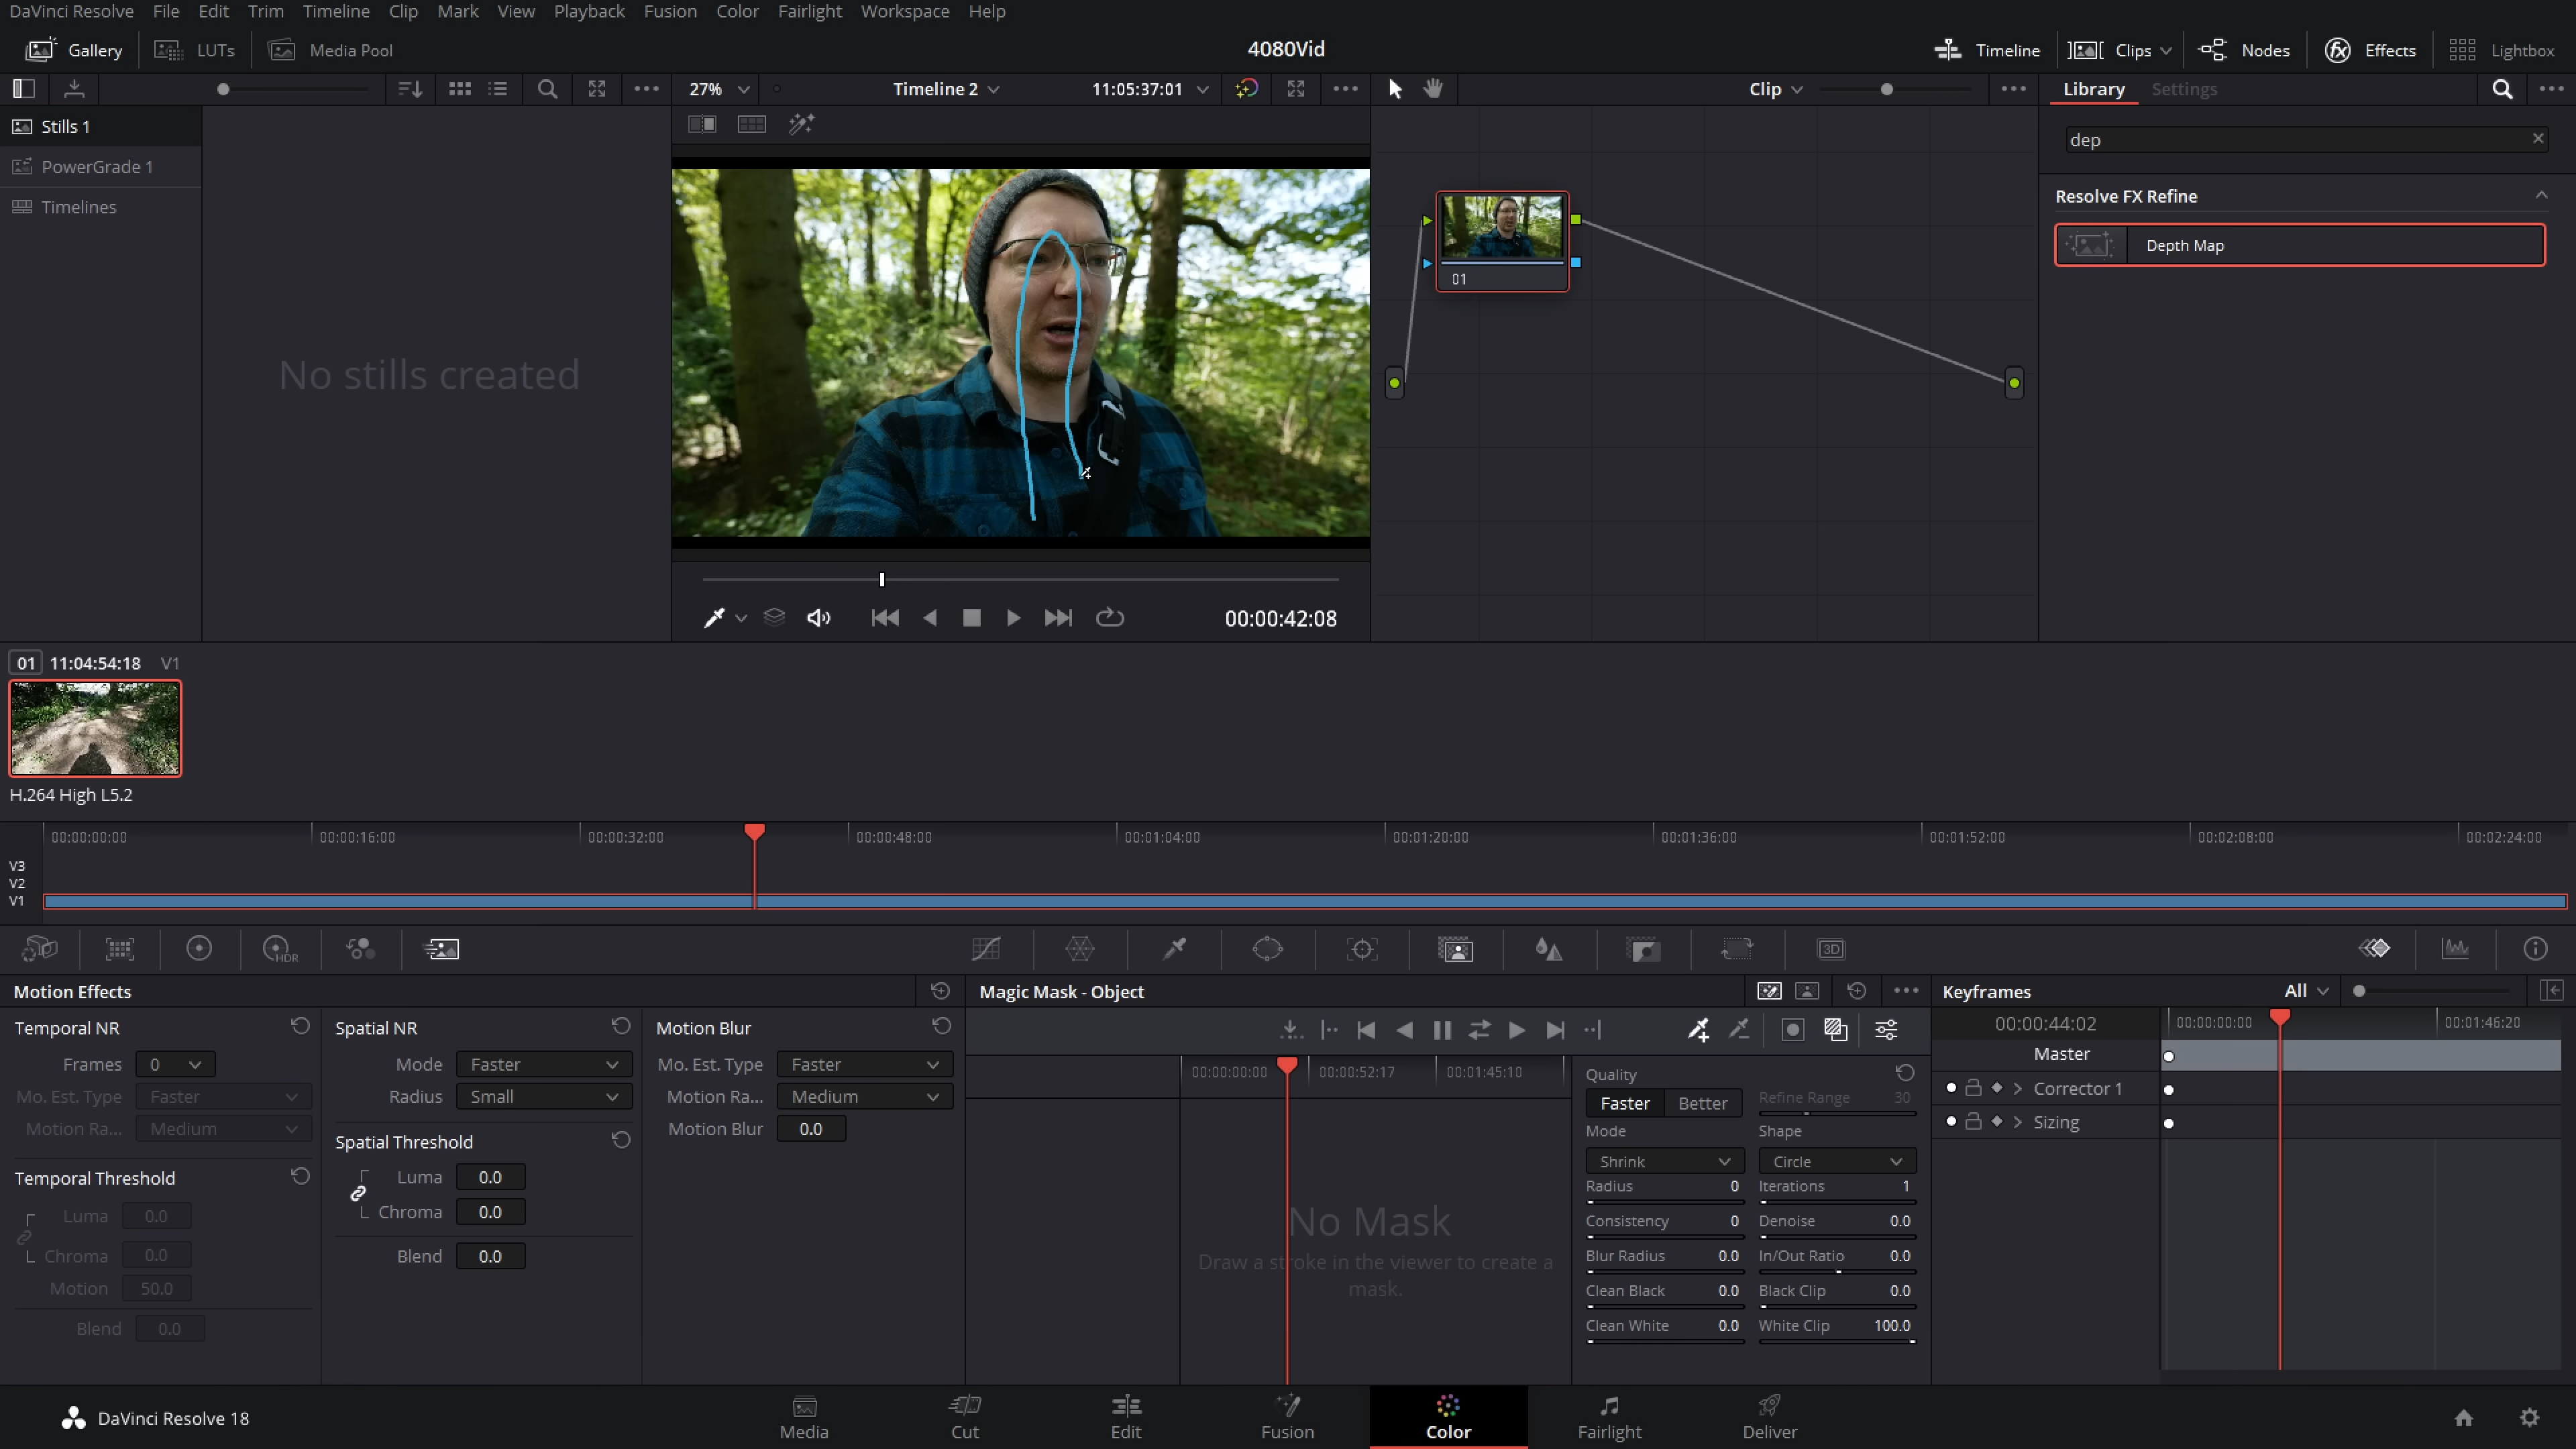 DaVinci Resolve File Edit Trim Timeline Clip Mark View Playback Fusion Color Fairlight Workspace Help
Gallery LUTs Media Pool 4080Vid Timeline Clips Nodes Effects Lightbox
27% Timeline 2 11:05:37:01 Clip Library Settings
Stills 1
PowerGrade 1
Timelines
No stills created
dep
Resolve FX Refine
Depth Map
01
00:00:42:08
01 11:04:54:18 V1
H.264 High L5.2
00:00:00:00 00:00:16:00 00:00:32:00 00:00:48:00 00:01:04:00 00:01:20:00 00:01:36:00 00:01:52:00 00:02:08:00 00:02:24:00
V3
V2
V1
HDR 3D
Motion Effects
Temporal NR
Frames 0
Mo. Est. Type Faster
Motion Ra... Medium
Temporal Threshold
Luma 0.0
Chroma 0.0
Motion 50.0
Blend 0.0
Spatial NR
Mode Faster
Radius Small
Spatial Threshold
Luma 0.0
Chroma 0.0
Blend 0.0
Motion Blur
Mo. Est. Type Faster
Motion Ra... Medium
Motion Blur 0.0
Magic Mask - Object
00:00:00:00 00:00:52:17 00:01:45:10
No Mask
Draw a stroke in the viewer to create a
mask.
Quality
Faster Better Refine Range 30
Mode Shape
Shrink Circle
Radius 0 Iterations 1
Consistency 0 Denoise 0.0
Blur Radius 0.0 In/Out Ratio 0.0
Clean Black 0.0 Black Clip 0.0
Clean White 0.0 White Clip 100.0
Keyframes All
00:00:44:02 00:00:00:00 00:01:46:20
Master
Corrector 1
Sizing
DaVinci Resolve 18 Media Cut Edit Fusion Color Fairlight Deliver